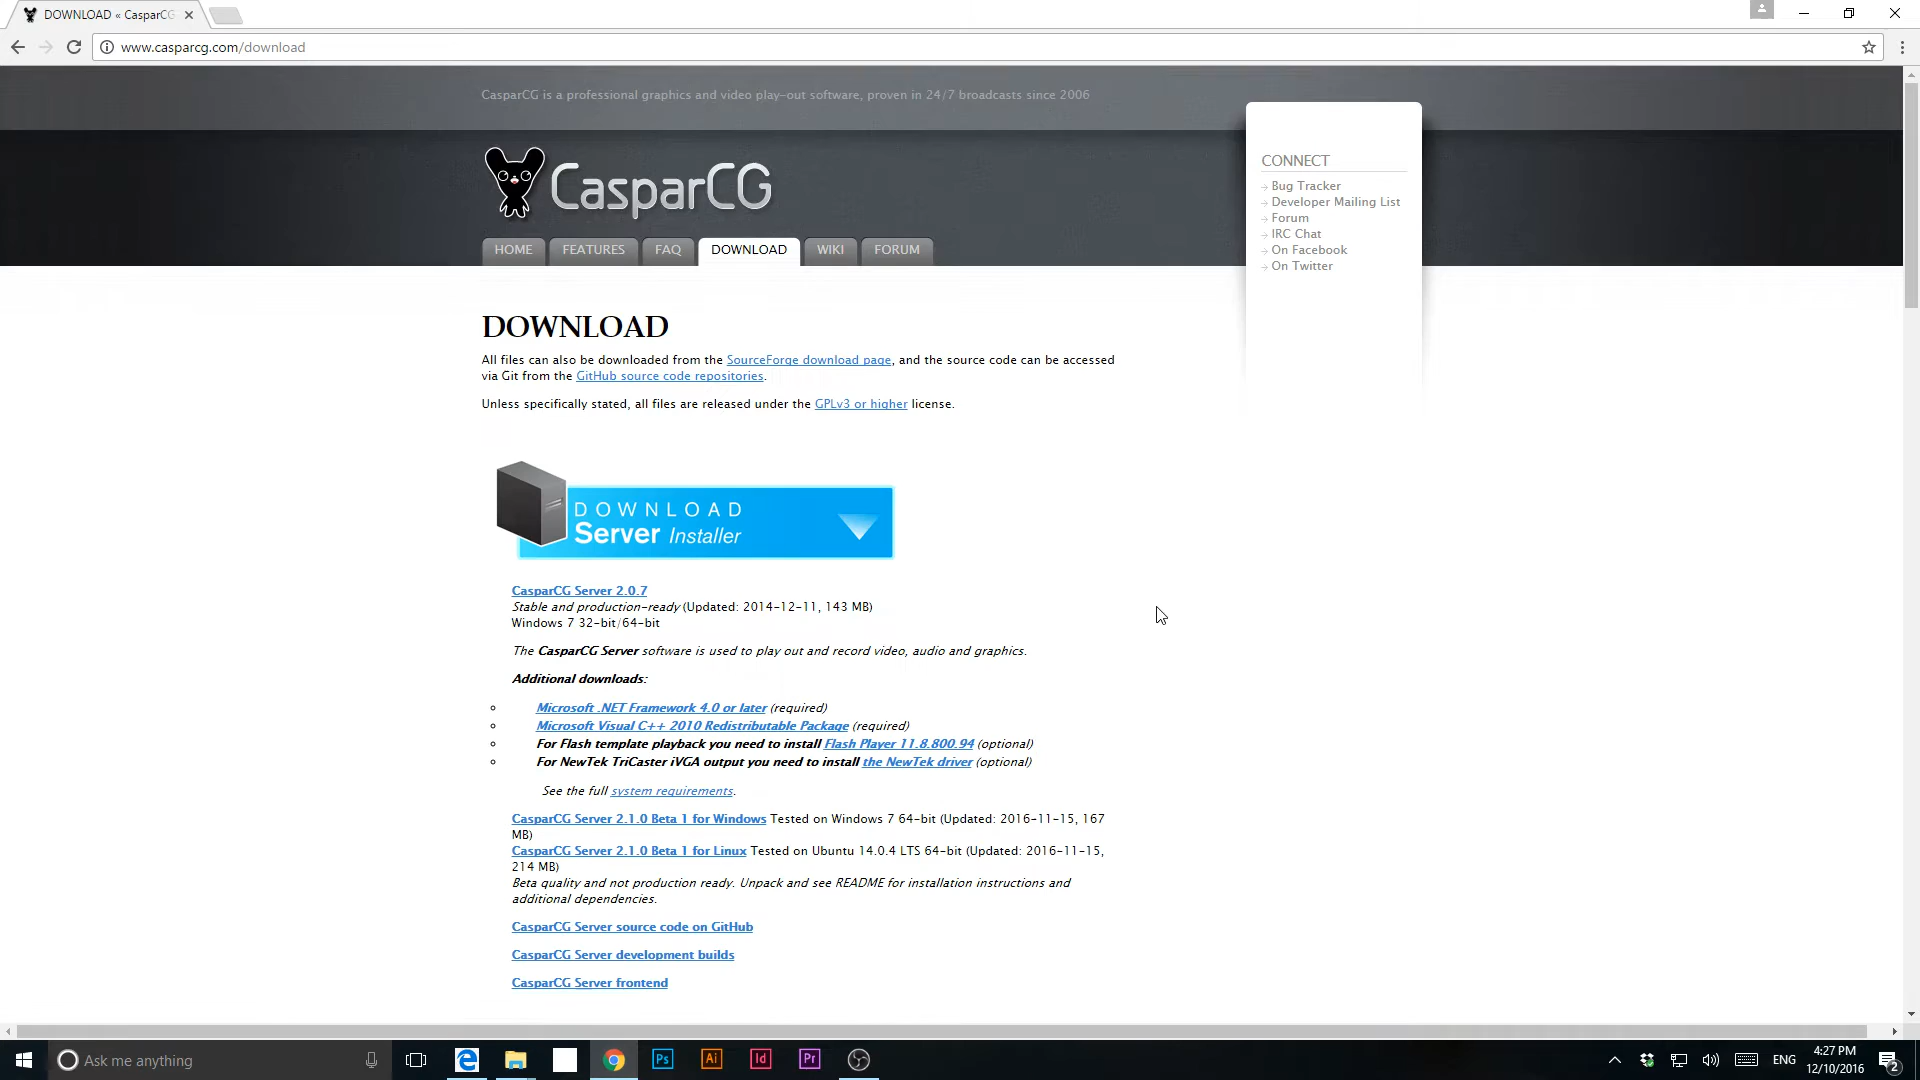 DOWNLOAD « CasparCG
www.casparcg.com/download
CasparCG is a professional graphics and video play-out software, proven in 24/7 broadcasts since 2006
CasparCG
HOME FEATURES FAQ DOWNLOAD WIKI FORUM
CONNECT
Bug Tracker
Developer Mailing List
Forum
IRC Chat
On Facebook
On Twitter
DOWNLOAD
All files can also be downloaded from the SourceForge download page, and the source code can be accessed
via Git from the GitHub source code repositories.
Unless specifically stated, all files are released under the GPLv3 or higher license.
DOWNLOAD
Server Installer
CasparCG Server 2.0.7
Stable and production-ready (Updated: 2014-12-11, 143 MB)
Windows 7 32-bit/64-bit
The CasparCG Server software is used to play out and record video, audio and graphics.
Additional downloads:
Microsoft .NET Framework 4.0 or later (required)
Microsoft Visual C++ 2010 Redistributable Package (required)
For Flash template playback you need to install Flash Player 11.8.800.94 (optional)
For NewTek TriCaster iVGA output you need to install the NewTek driver (optional)
See the full system requirements.
CasparCG Server 2.1.0 Beta 1 for Windows Tested on Windows 7 64-bit (Updated: 2016-11-15, 167
MB)
CasparCG Server 2.1.0 Beta 1 for Linux Tested on Ubuntu 14.0.4 LTS 64-bit (Updated: 2016-11-15,
214 MB)
Beta quality and not production ready. Unpack and see README for installation instructions and
additional dependencies.
CasparCG Server source code on GitHub
CasparCG Server development builds
CasparCG Server frontend
Ask me anything
Ps Ai Id Pr
ENG
4:27 PM
12/10/2016
2